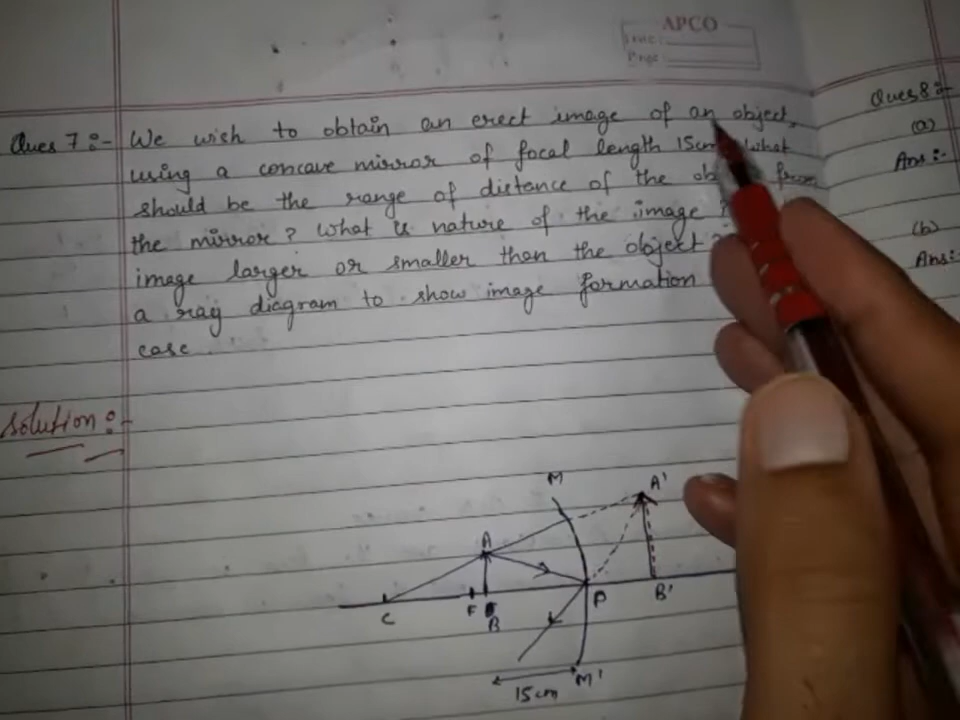 APCO
Page:
Ques 7:- We wish to obtain an erect image of an object,
using a concave mirror of focal length 15cm what
should be the range of distance of the ob from
the mirror? What is nature of the image ?
image larger or smaller than the object?
a ray diagram to show image formation
case.
Solution:-
Ques 8:-
(a)
Ans:-
(b)
Ans:-
M
A'
A
C
F
B
P
B'
15cm
M'